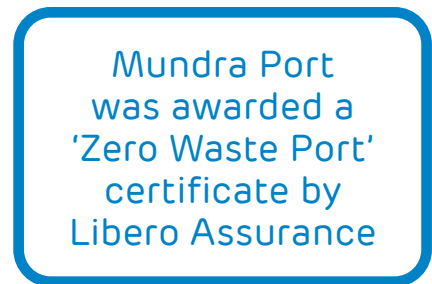 Mundra Port
was awarded a
‘Zero Waste Port’
certificate by
Libero Assurance